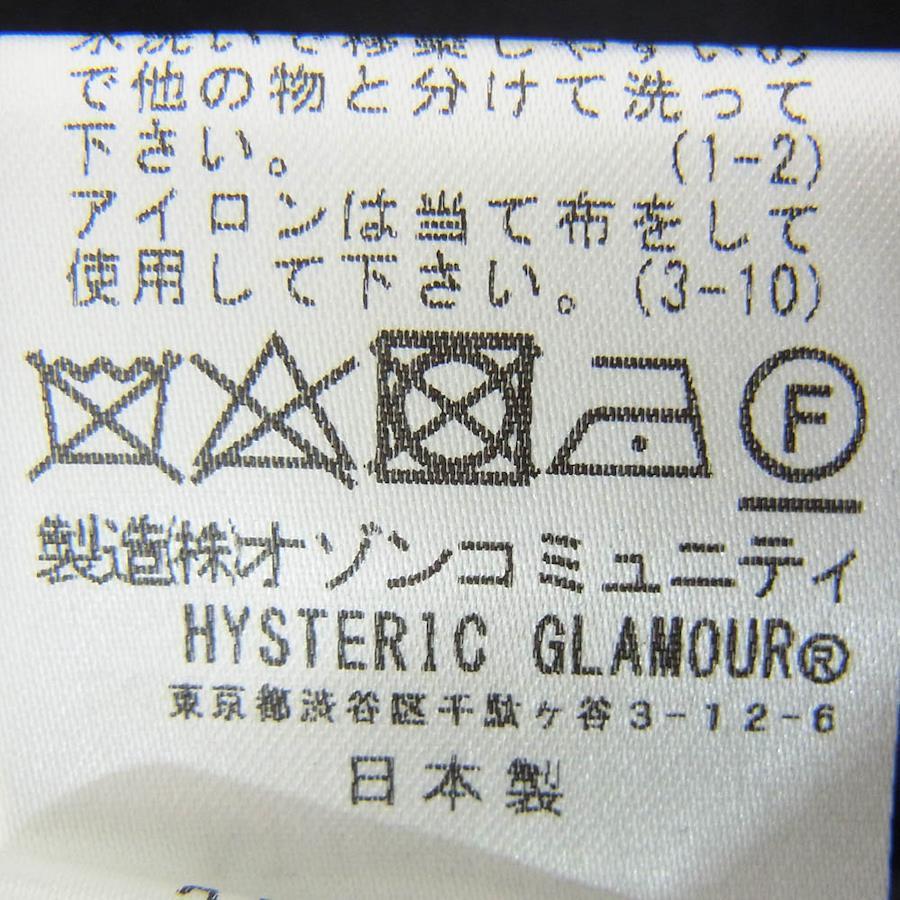 で他の物と分けて洗って
下さい。 (1-2)
アイロンは当て布をして
使用して下さい。(3-10)
F
製造(株)オゾンコミュニティ
HYSTERIC GLAMOUR®
東京都渋谷区千駄ヶ谷3-12-6
日本製